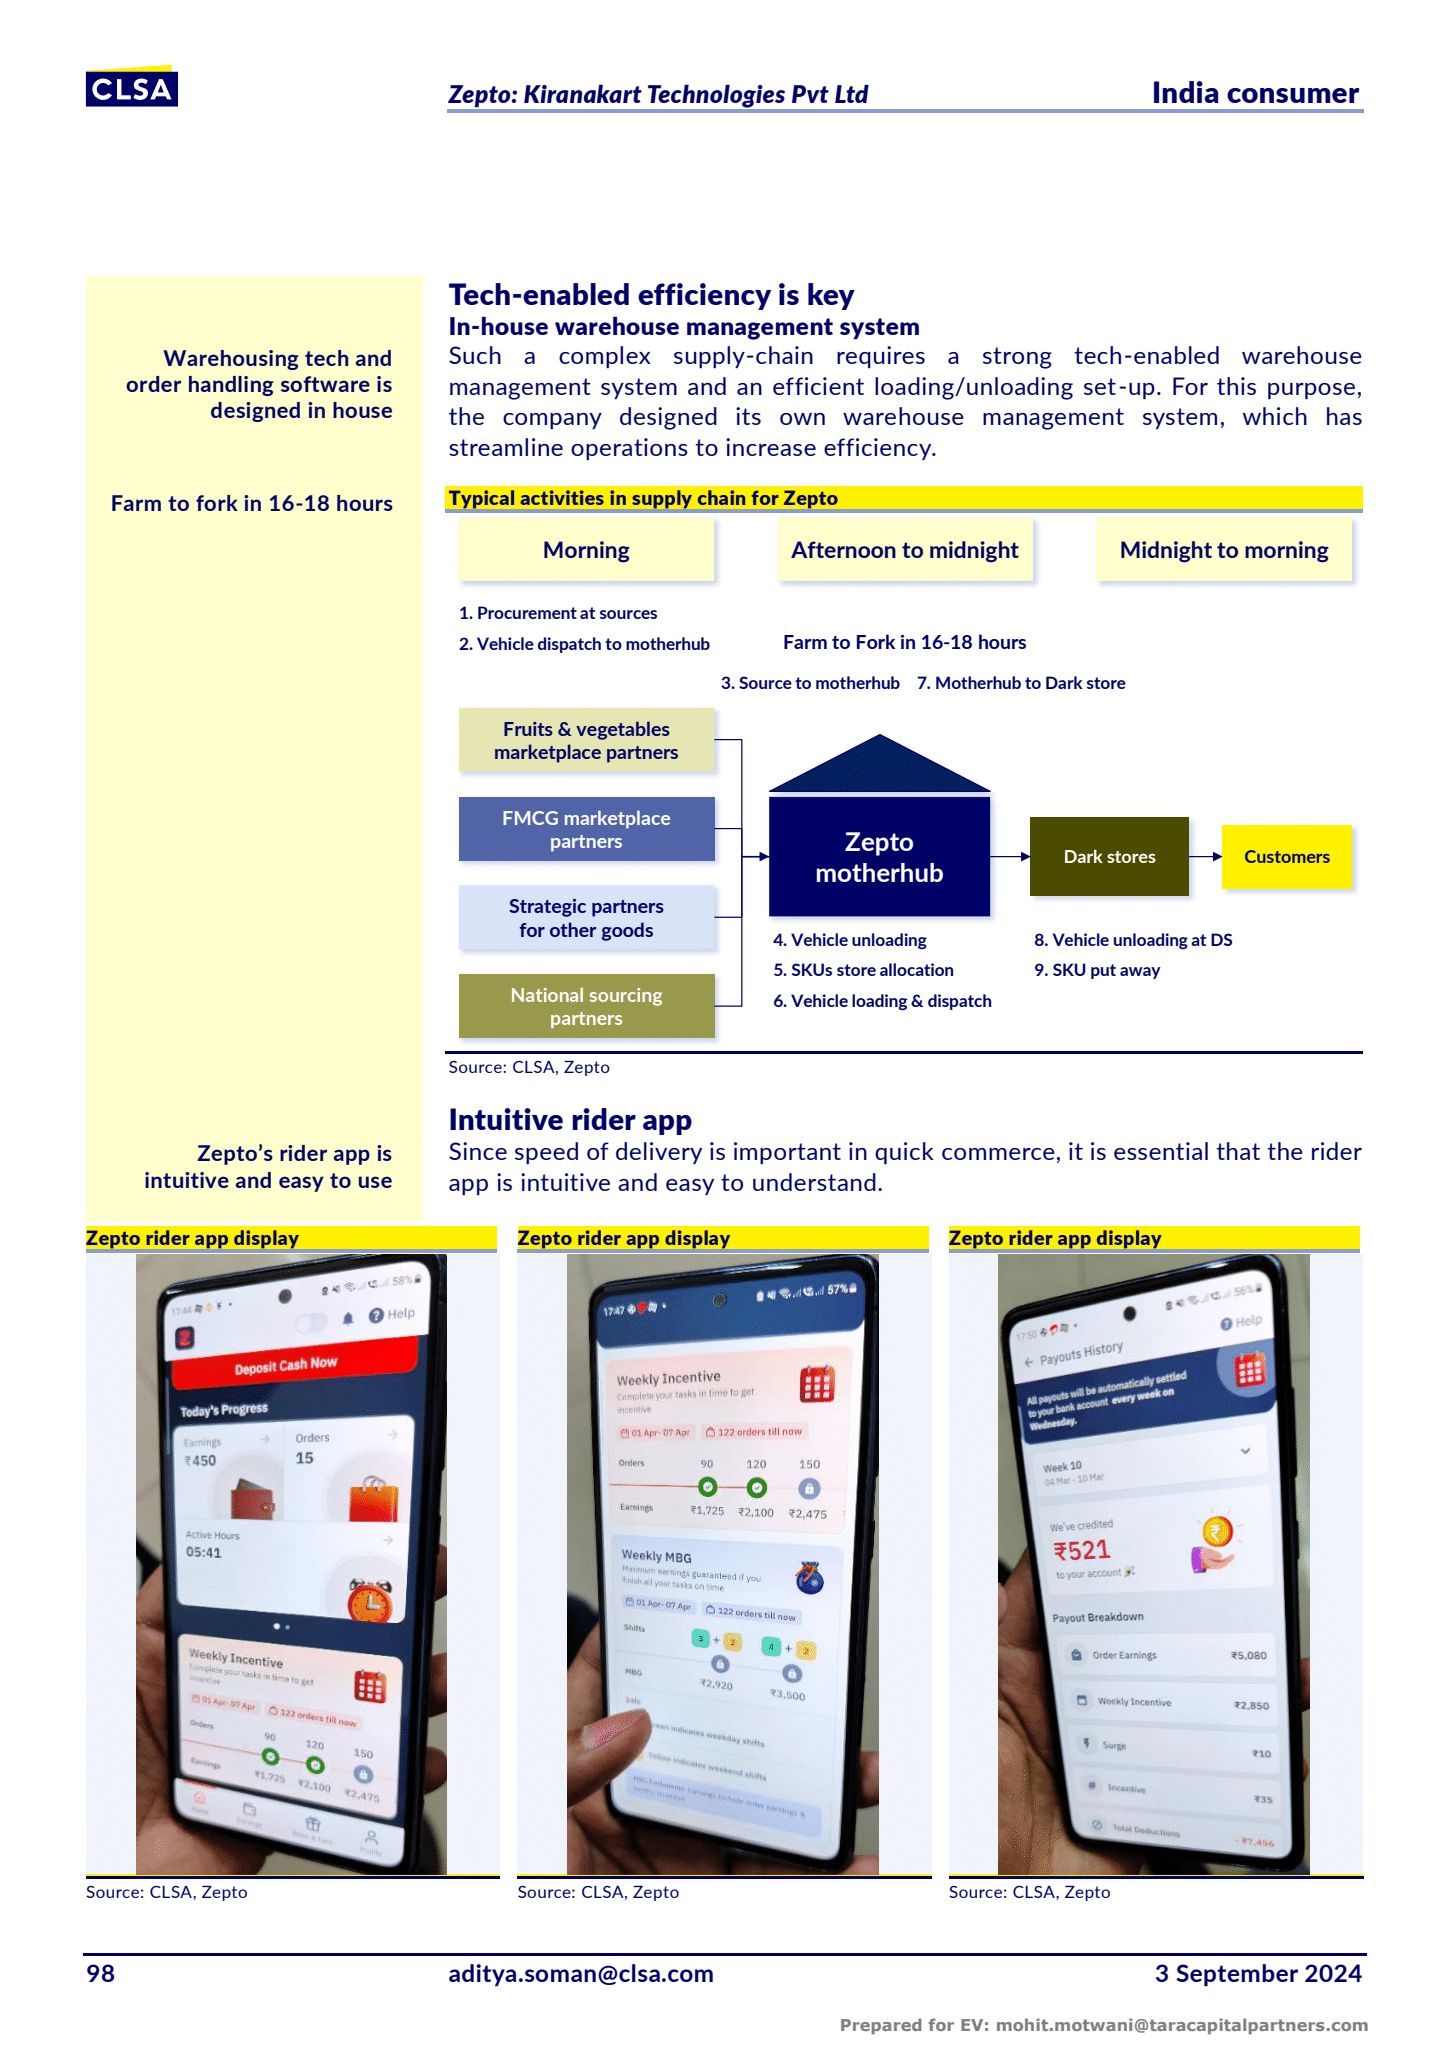 CLSA
Zepto: Kiranakart Technologies Pvt Ltd
India consumer
Warehousing tech and
order handling software is
designed in house
Farm to fork in 16-18 hours
Tech-enabled efficiency is key
In-house warehouse management system
Such a complex supply-chain requires a strong tech-enabled warehouse
management system and an efficient loading/unloading set-up. For this purpose,
the company designed its own warehouse management system, which has
streamline operations to increase efficiency.
Typical activities in supply chain for Zepto
Morning
Afternoon to midnight
Midnight to morning
1. Procurement at sources
2. Vehicle dispatch to motherhub
Farm to Fork in 16-18 hours
3. Source to motherhub
7. Motherhub to Dark store
Fruits & vegetables
marketplace partners
FMCG marketplace
partners
Strategic partners
for other goods
National sourcing
partners
Zepto
motherhub
Dark stores
Customers
4. Vehicle unloading
5. SKUs store allocation
6. Vehicle loading & dispatch
8. Vehicle unloading at DS
9. SKU put away
Source: CLSA, Zepto
Zepto’s rider app is
intuitive and easy to use
Intuitive rider app
Since speed of delivery is important in quick commerce, it is essential that the rider
app is intuitive and easy to understand.
Zepto rider app display
17:44
58%
Help
Deposit Cash Now
Today's Progress
Earnings
₹450
Orders
15
Active Hours
05:41
Weekly Incentive
Complete your tasks in time to get
incentive
01 Apr- 07 Apr
122 orders till now
Orders
90
120
150
Earnings
₹1,725
₹2,100
₹2,475
Home
Earnings
Refer & Earn
Profile
Source: CLSA, Zepto
Zepto rider app display
17:47
57%
Weekly Incentive
Complete your tasks in time to get
incentive
01 Apr- 07 Apr
122 orders till now
Orders
90
120
150
Earnings
₹1,725
₹2,100
₹2,475
Weekly MBG
Minimum earnings guaranteed if you
finish all your tasks on time
01 Apr- 07 Apr
122 orders till now
Shifts
3 + 2
4 + 2
MBG
₹2,920
₹3,500
Info
indicates weekday shifts
Yellow indicates weekend shifts
Source: CLSA, Zepto
Zepto rider app display
17:50
56%
Payouts History
Help
All payouts will be automatically settled
to your bank account every week on
Wednesday.
Week 10
04 Mar - 10 Mar
We've credited
₹521
to your account
Payout Breakdown
Order Earnings
₹5,080
Weekly Incentive
₹2,850
Surge
₹10
Incentive
₹35
Total Deductions
- ₹7,456
Source: CLSA, Zepto
98
aditya.soman@clsa.com
3 September 2024
Prepared for EV: mohit.motwani@taracapitalpartners.com